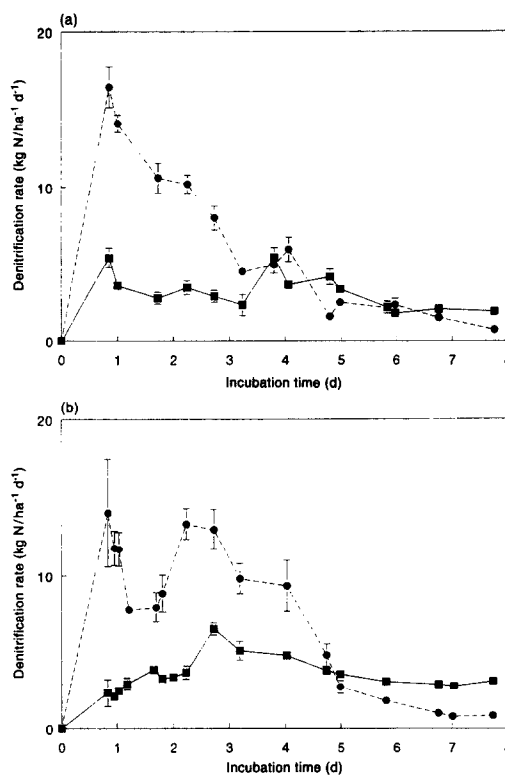 (a)
20
10
0
Denitrification rate (kg N/ha⁻¹ d⁻¹)
0 1 2 3 4 5 6 7 8
Incubation time (d)
(b)
20
10
0
Denitrification rate (kg N/ha⁻¹ d⁻¹)
0 1 2 3 4 5 6 7 8
Incubation time (d)